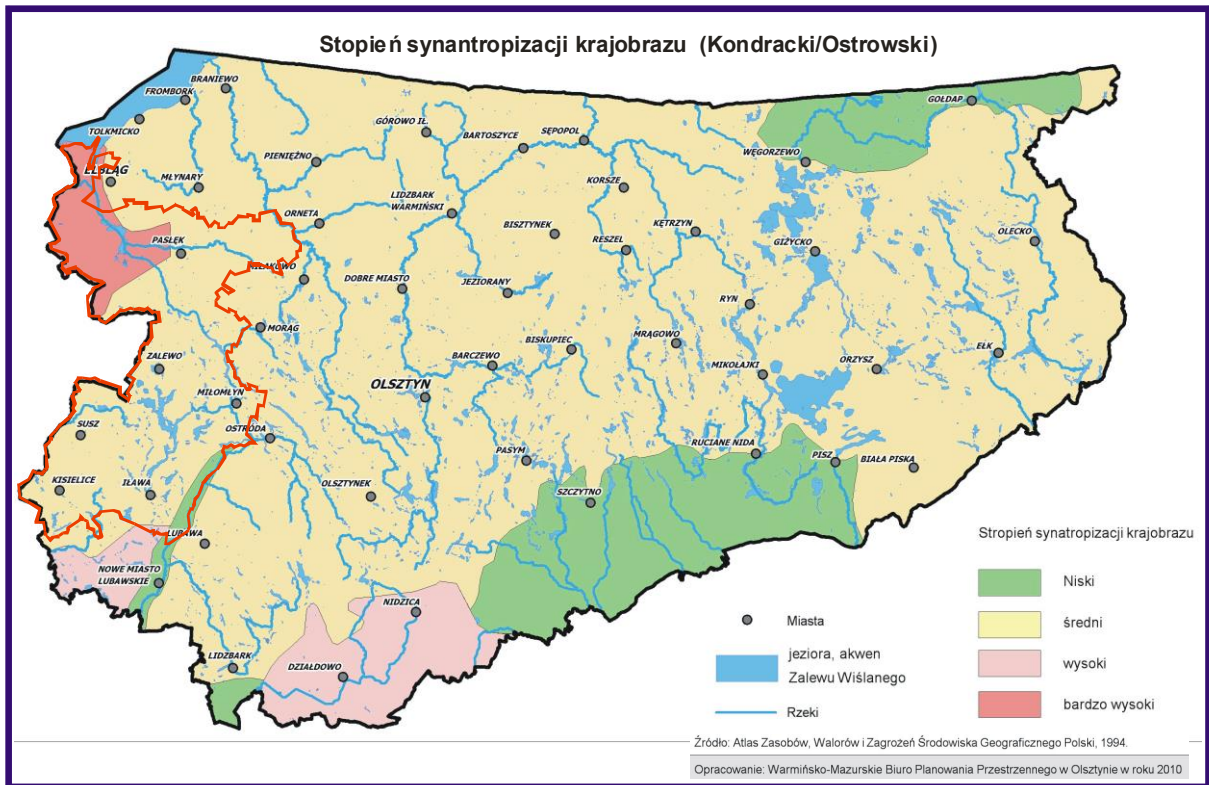 Stopień synantropizacji krajobrazu (Kondracki/Ostrowski)
BRANIEWO
FROMBORK
GOŁDAP
TOLKMICKO
GÓROWO IŁ.
BARTOSZYCE
SĘPOPOL
PIENIĘŻNO
WĘGORZEWO
ELBLĄG
MŁYNARY
KORSZE
LIDZBARK
WARMIŃSKI
ORNETA
BISZTYNEK
KĘTRZYN
OLECKO
PASŁĘK
RESZEL
GIŻYCKO
MIŁAKOWO
DOBRE MIASTO
JEZIORANY
RYN
MORĄG
ZALEWO
BISKUPIEC
MRĄGOWO
EŁK
BARCZEWO
MIKOŁAJKI
ORZYSZ
OLSZTYN
MIŁOMŁYN
SUSZ
OSTRÓDA
RUCIANE NIDA
PASYM
PISZ
BIAŁA PISKA
KISIELICE
IŁAWA
OLSZTYNEK
SZCZYTNO
LUBAWA
Stropień synatropizacji krajobrazu
NOWE MIASTO
LUBAWSKIE
Niski
NIDZICA
Miasta
średni
LIDZBARK
jeziora, akwen
Zalewu Wiślanego
wysoki
DZIAŁDOWO
Rzeki
bardzo wysoki
Źródło: Atlas Zasobów, Walorów i Zagrożeń Środowiska Geograficznego Polski, 1994.
Opracowanie: Warmińsko-Mazurskie Biuro Planowania Przestrzennego w Olsztynie w roku 2010